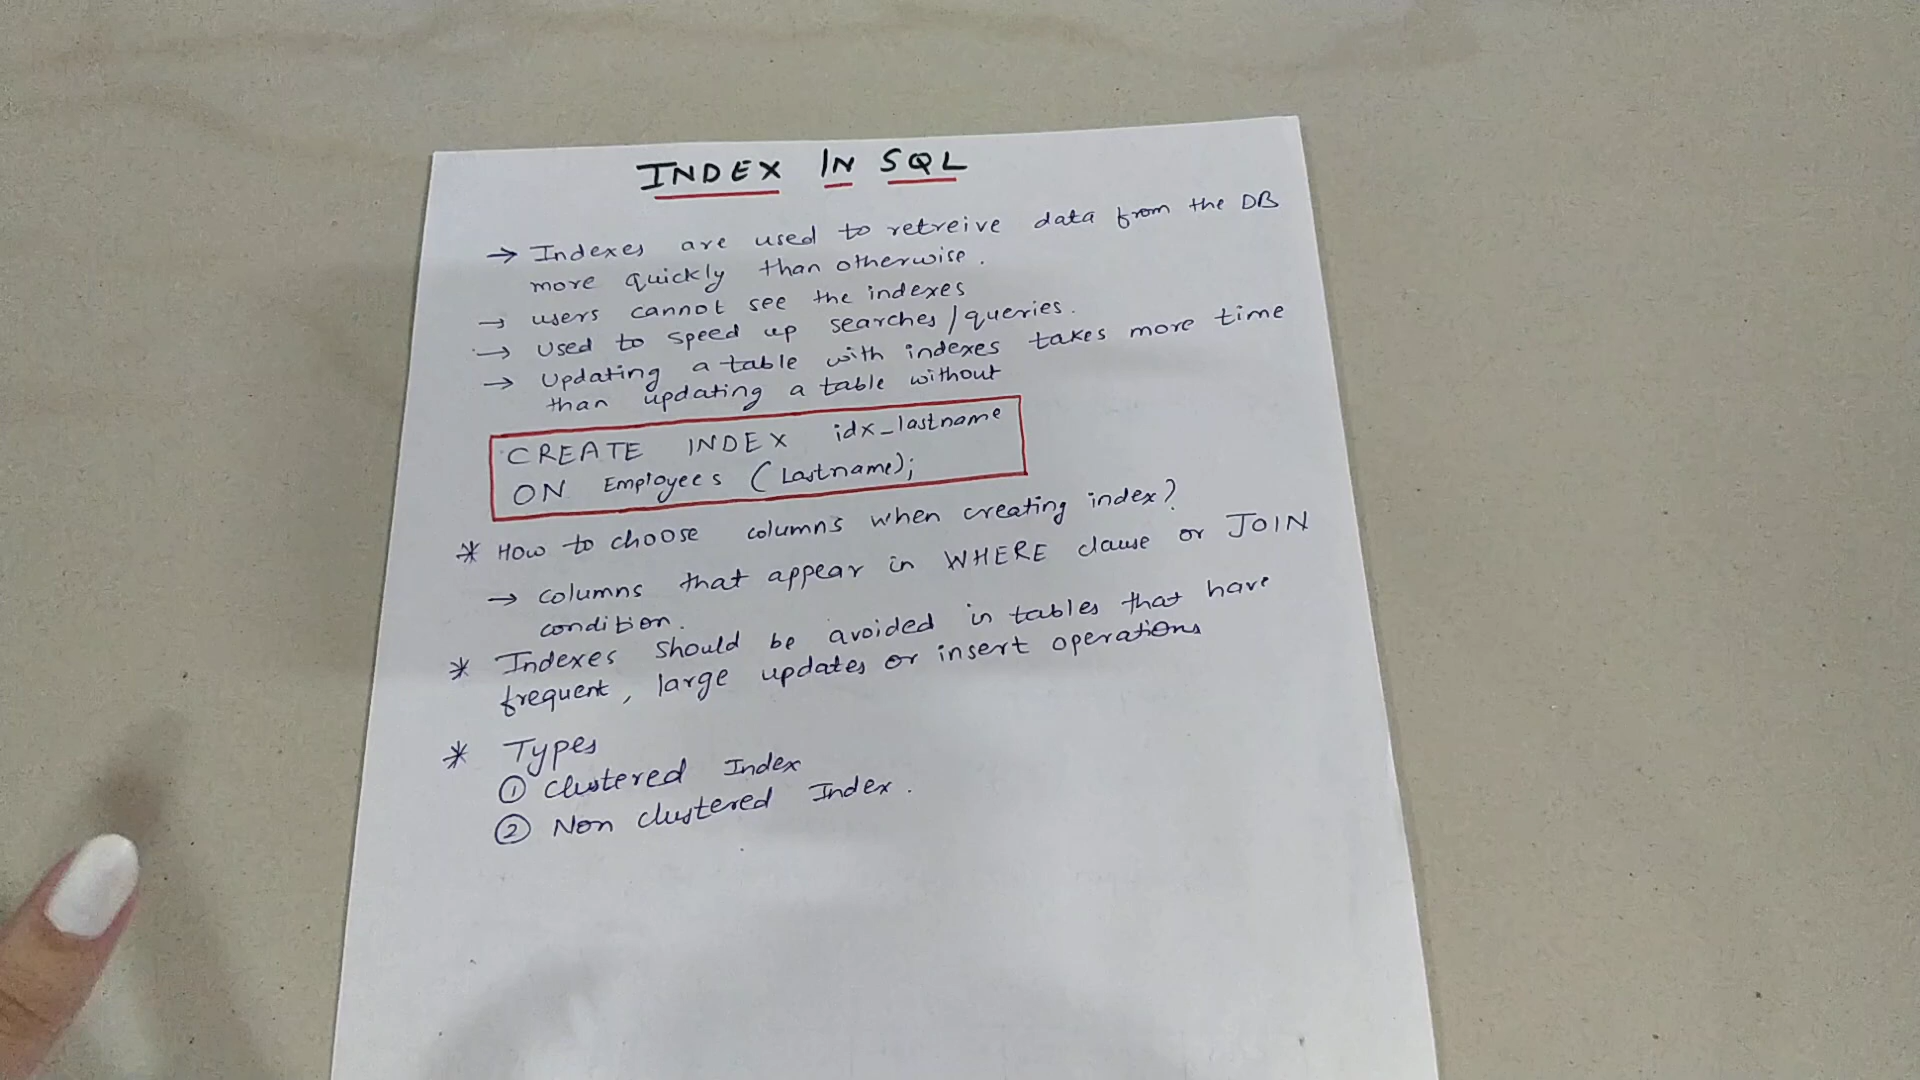 INDEX IN SQL
→ Indexes are used to retreive data from the DB
more quickly than otherwise.
→ users cannot see the indexes
→ Used to speed up searches/queries.
→ Updating a table with indexes takes more time
than updating a table without
CREATE INDEX idx_lastname
ON Employees (Lastname);
* How to choose columns when creating index?
→ columns that appear in WHERE clause or JOIN
condition.
* Indexes should be avoided in tables that have
frequent, large updates or insert operations
* Types
① Clustered Index
② Non clustered Index.